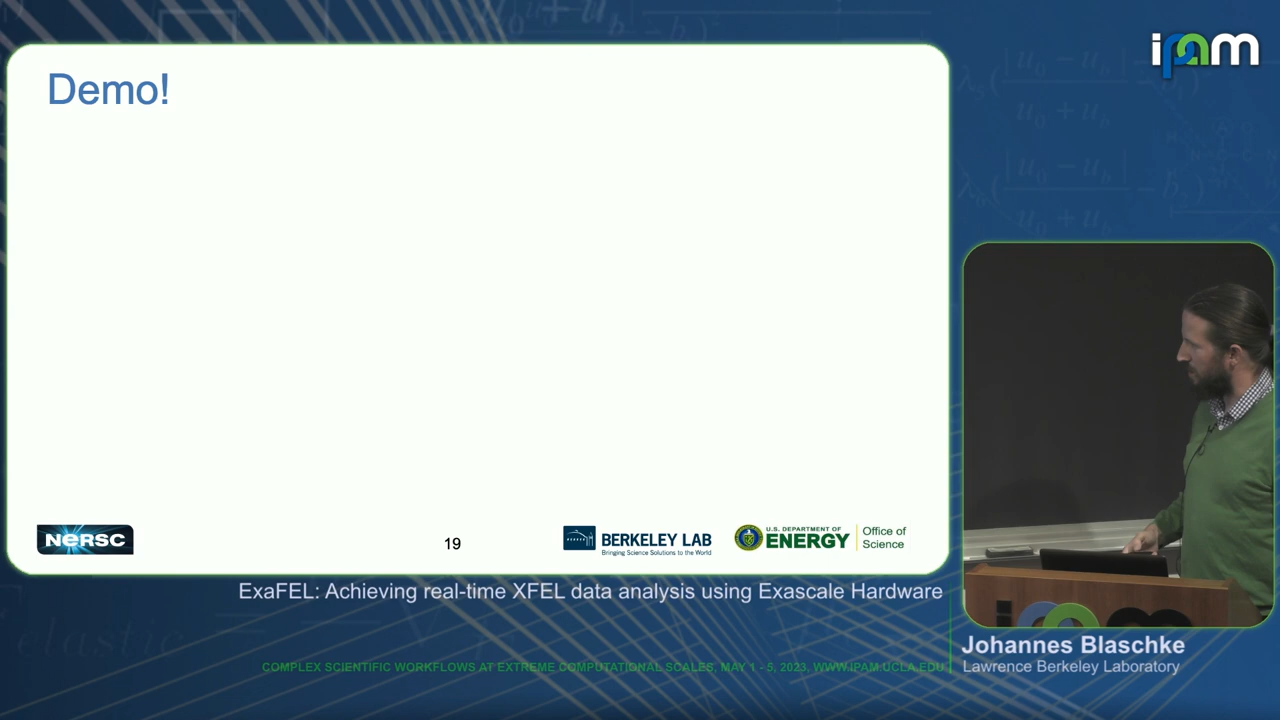 Demo!
ipam
NERSC
19
BERKELEY LAB
Bringing Science Solutions to the World
U.S. DEPARTMENT OF
ENERGY
Office of
Science
ExaFEL: Achieving real-time XFEL data analysis using Exascale Hardware
Johannes Blaschke
Lawrence Berkeley Laboratory
COMPLEX SCIENTIFIC WORKFLOWS AT EXTREME COMPUTATIONAL SCALES, MAY 1 - 5, 2023, WWW.IPAM.UCLA.EDU
elastic